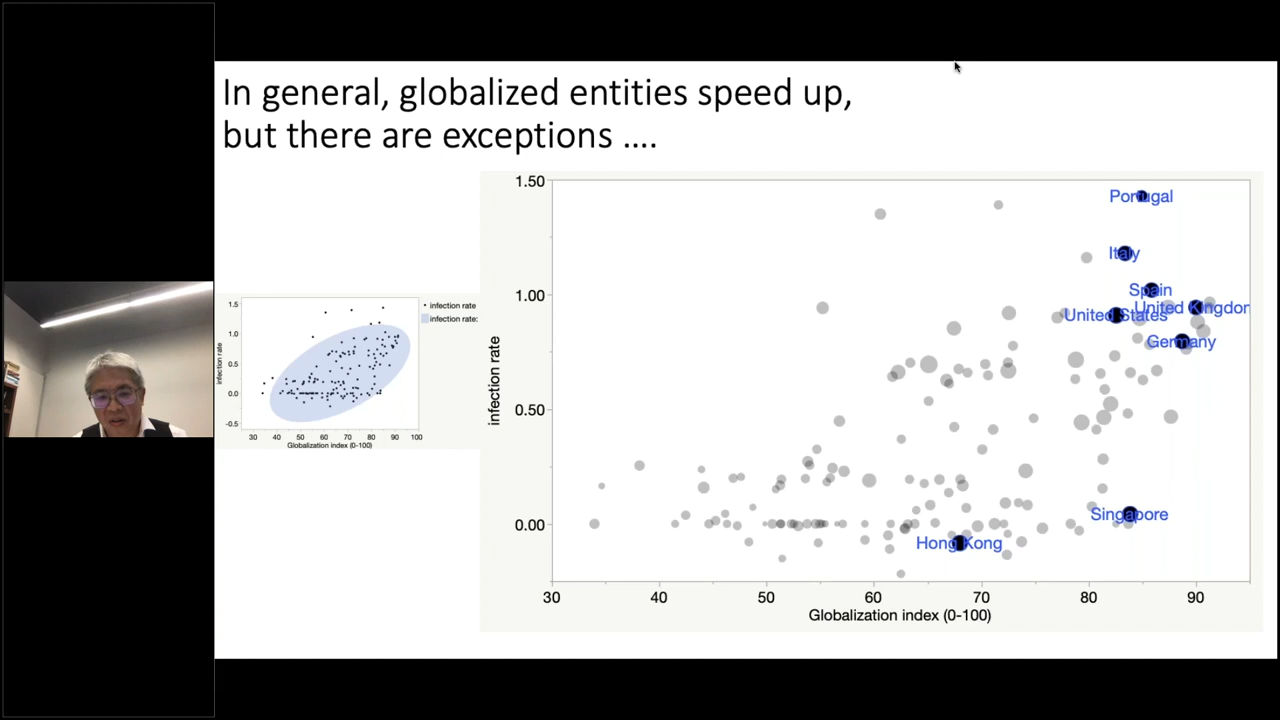 In general, globalized entities speed up,
but there are exceptions ....
1.5
1.0
0.5
0.0
-0.5
infection rate
30 40 50 60 70 80 90 100
Globalization index (0-100)
infection rate
infection rate:
1.50
1.00
0.50
0.00
infection rate
Portugal
Italy
Spain
United Kingdor
United States
Germany
Singapore
Hong Kong
30 40 50 60 70 80 90
Globalization index (0-100)